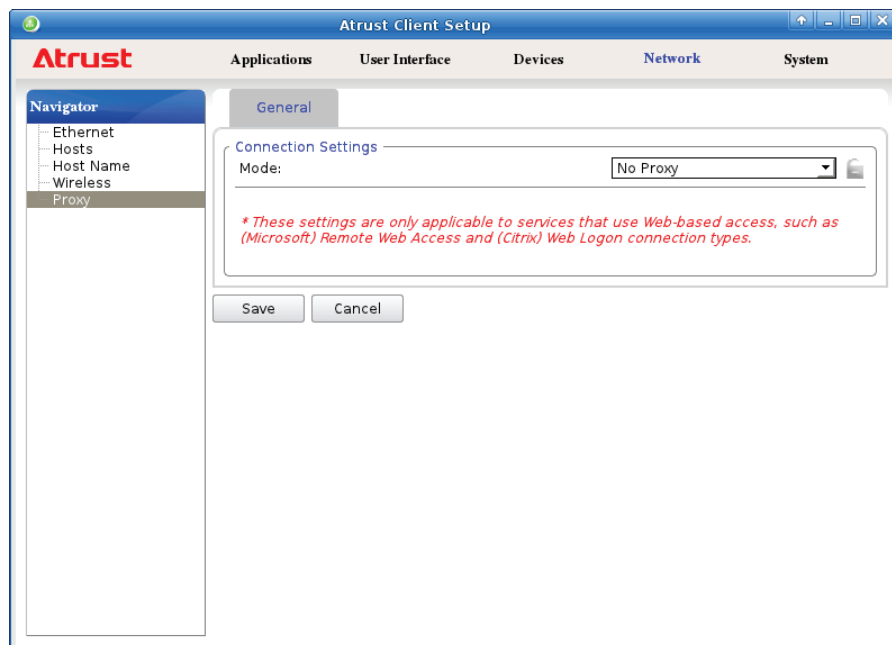 Atrust Client Setup
Atrust
Applications User Interface Devices Network System
Navigator
Ethernet
Hosts
Host Name
Wireless
Proxy
General
Connection Settings
Mode: No Proxy
* These settings are only applicable to services that use Web-based access, such as
(Microsoft) Remote Web Access and (Citrix) Web Logon connection types.
Save Cancel